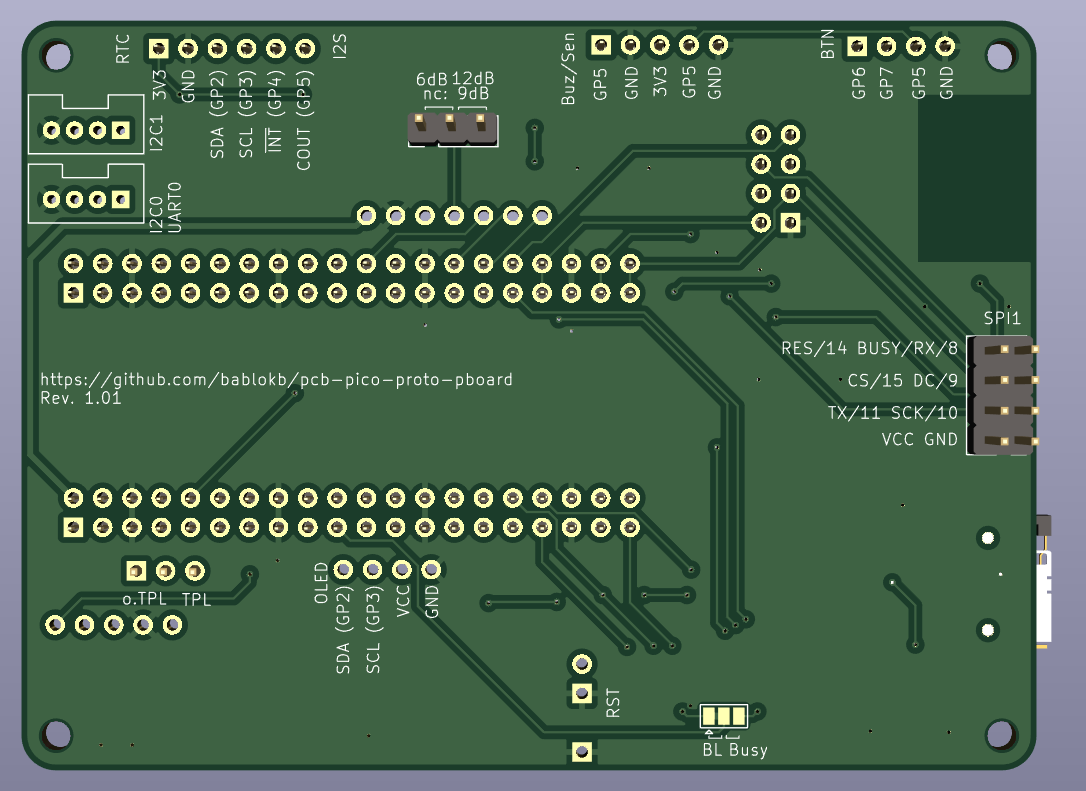 RTC
3V3
GND
SDA (GP2)
SCL (GP3)
INT (GP4)
COUT (GP5)
I2S
6dB 12dB
nc: 9dB
Buz/Sen
GP5
GND
3V3
GP5
GND
BTN
GP6
GP7
GP5
GND
I2C1
I2C0
UART0
SPI1
RES/14 BUSY/RX/8
CS/15 DC/9
TX/11 SCK/10
VCC GND
https://github.com/bablokb/pcb-pico-proto-pboard
Rev. 1.01
o.TPL TPL
OLED
SDA (GP2)
SCL (GP3)
VCC
GND
RST
BL Busy